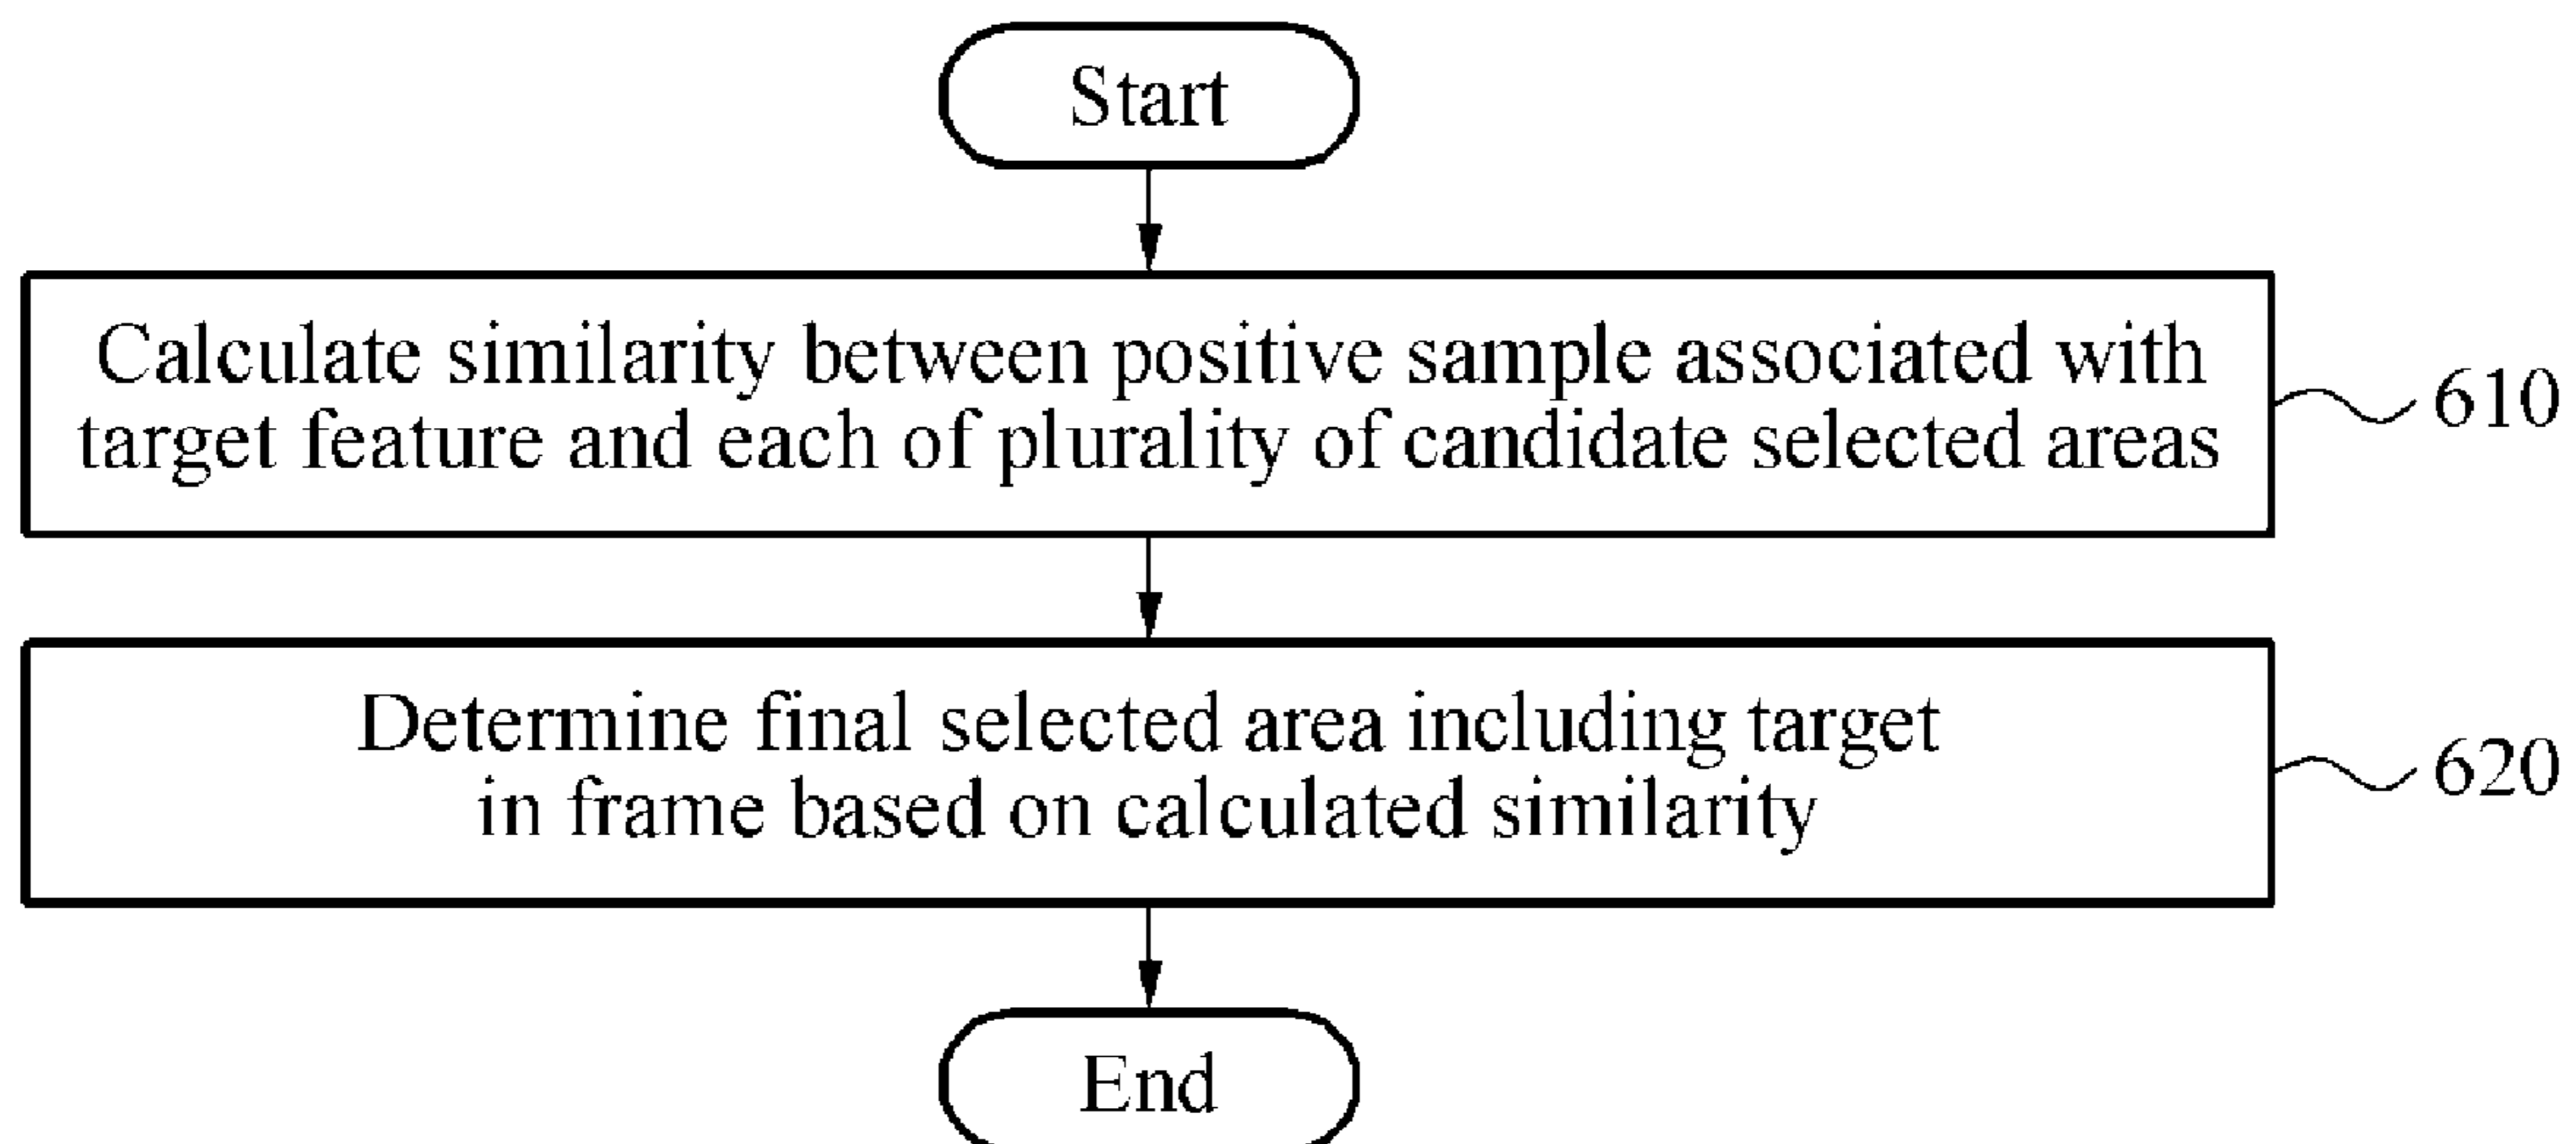 Start
Calculate similarity between positive sample associated with
target feature and each of plurality of candidate selected areas
610
Determine final selected area including target
in frame based on calculated similarity
620
End